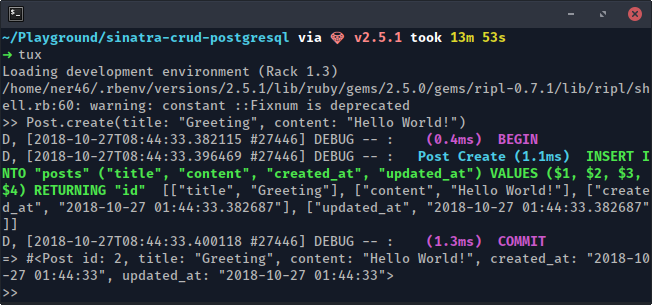 ~/Playground/sinatra-crud-postgresql via 💎 v2.5.1 took 13m 53s
➜ tux
Loading development environment (Rack 1.3)
/home/ner46/.rbenv/versions/2.5.1/lib/ruby/gems/2.5.0/gems/ripl-0.7.1/lib/ripl/sh
ell.rb:60: warning: constant ::Fixnum is deprecated
>> Post.create(title: "Greeting", content: "Hello World!")
D, [2018-10-27T08:44:33.382115 #27446] DEBUG -- :    (0.4ms)  BEGIN
D, [2018-10-27T08:44:33.396469 #27446] DEBUG -- :   Post Create (1.1ms)  INSERT I
NTO "posts" ("title", "content", "created_at", "updated_at") VALUES ($1, $2, $3,
$4) RETURNING "id"  [["title", "Greeting"], ["content", "Hello World!"], ["create
d_at", "2018-10-27 01:44:33.382687"], ["updated_at", "2018-10-27 01:44:33.382687"
]]
D, [2018-10-27T08:44:33.400118 #27446] DEBUG -- :    (1.3ms)  COMMIT
=> #<Post id: 2, title: "Greeting", content: "Hello World!", created_at: "2018-10
-27 01:44:33", updated_at: "2018-10-27 01:44:33">
>>